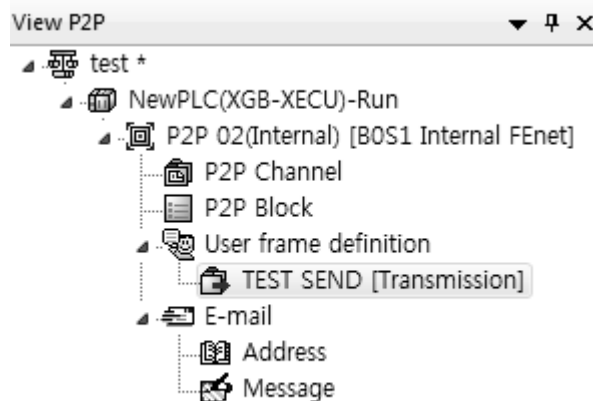 View P2P
test *
NewPLC(XGB-XECU)-Run
P2P 02(Internal) [B0S1 Internal FEnet]
P2P Channel
P2P Block
User frame definition
TEST SEND [Transmission]
E-mail
Address
Message